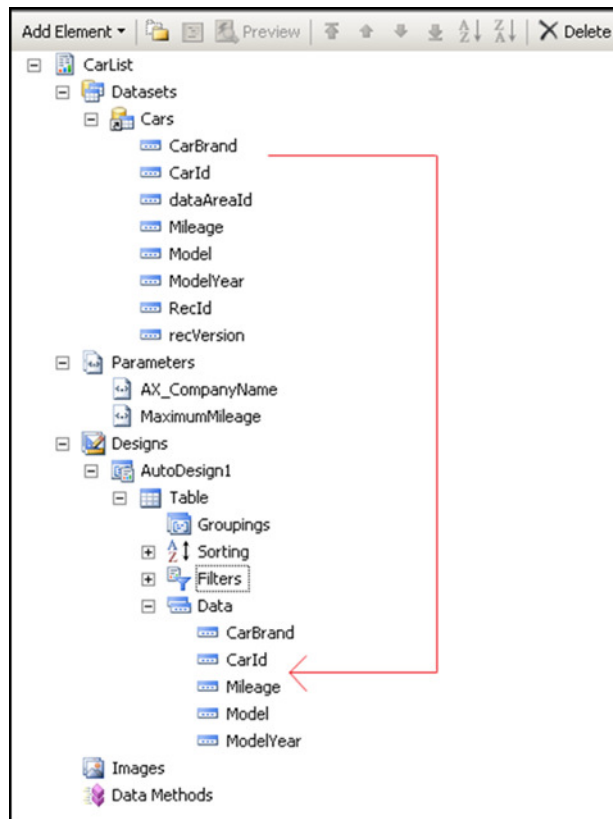 Add Element Preview A Z Z A Delete
CarList
Datasets
Cars
CarBrand
CarId
dataAreaId
Mileage
Model
ModelYear
RecId
recVersion
Parameters
AX_CompanyName
MaximumMileage
Designs
AutoDesign1
Table
Groupings
A Z Sorting
Filters
Data
CarBrand
CarId
Mileage
Model
ModelYear
Images
Data Methods